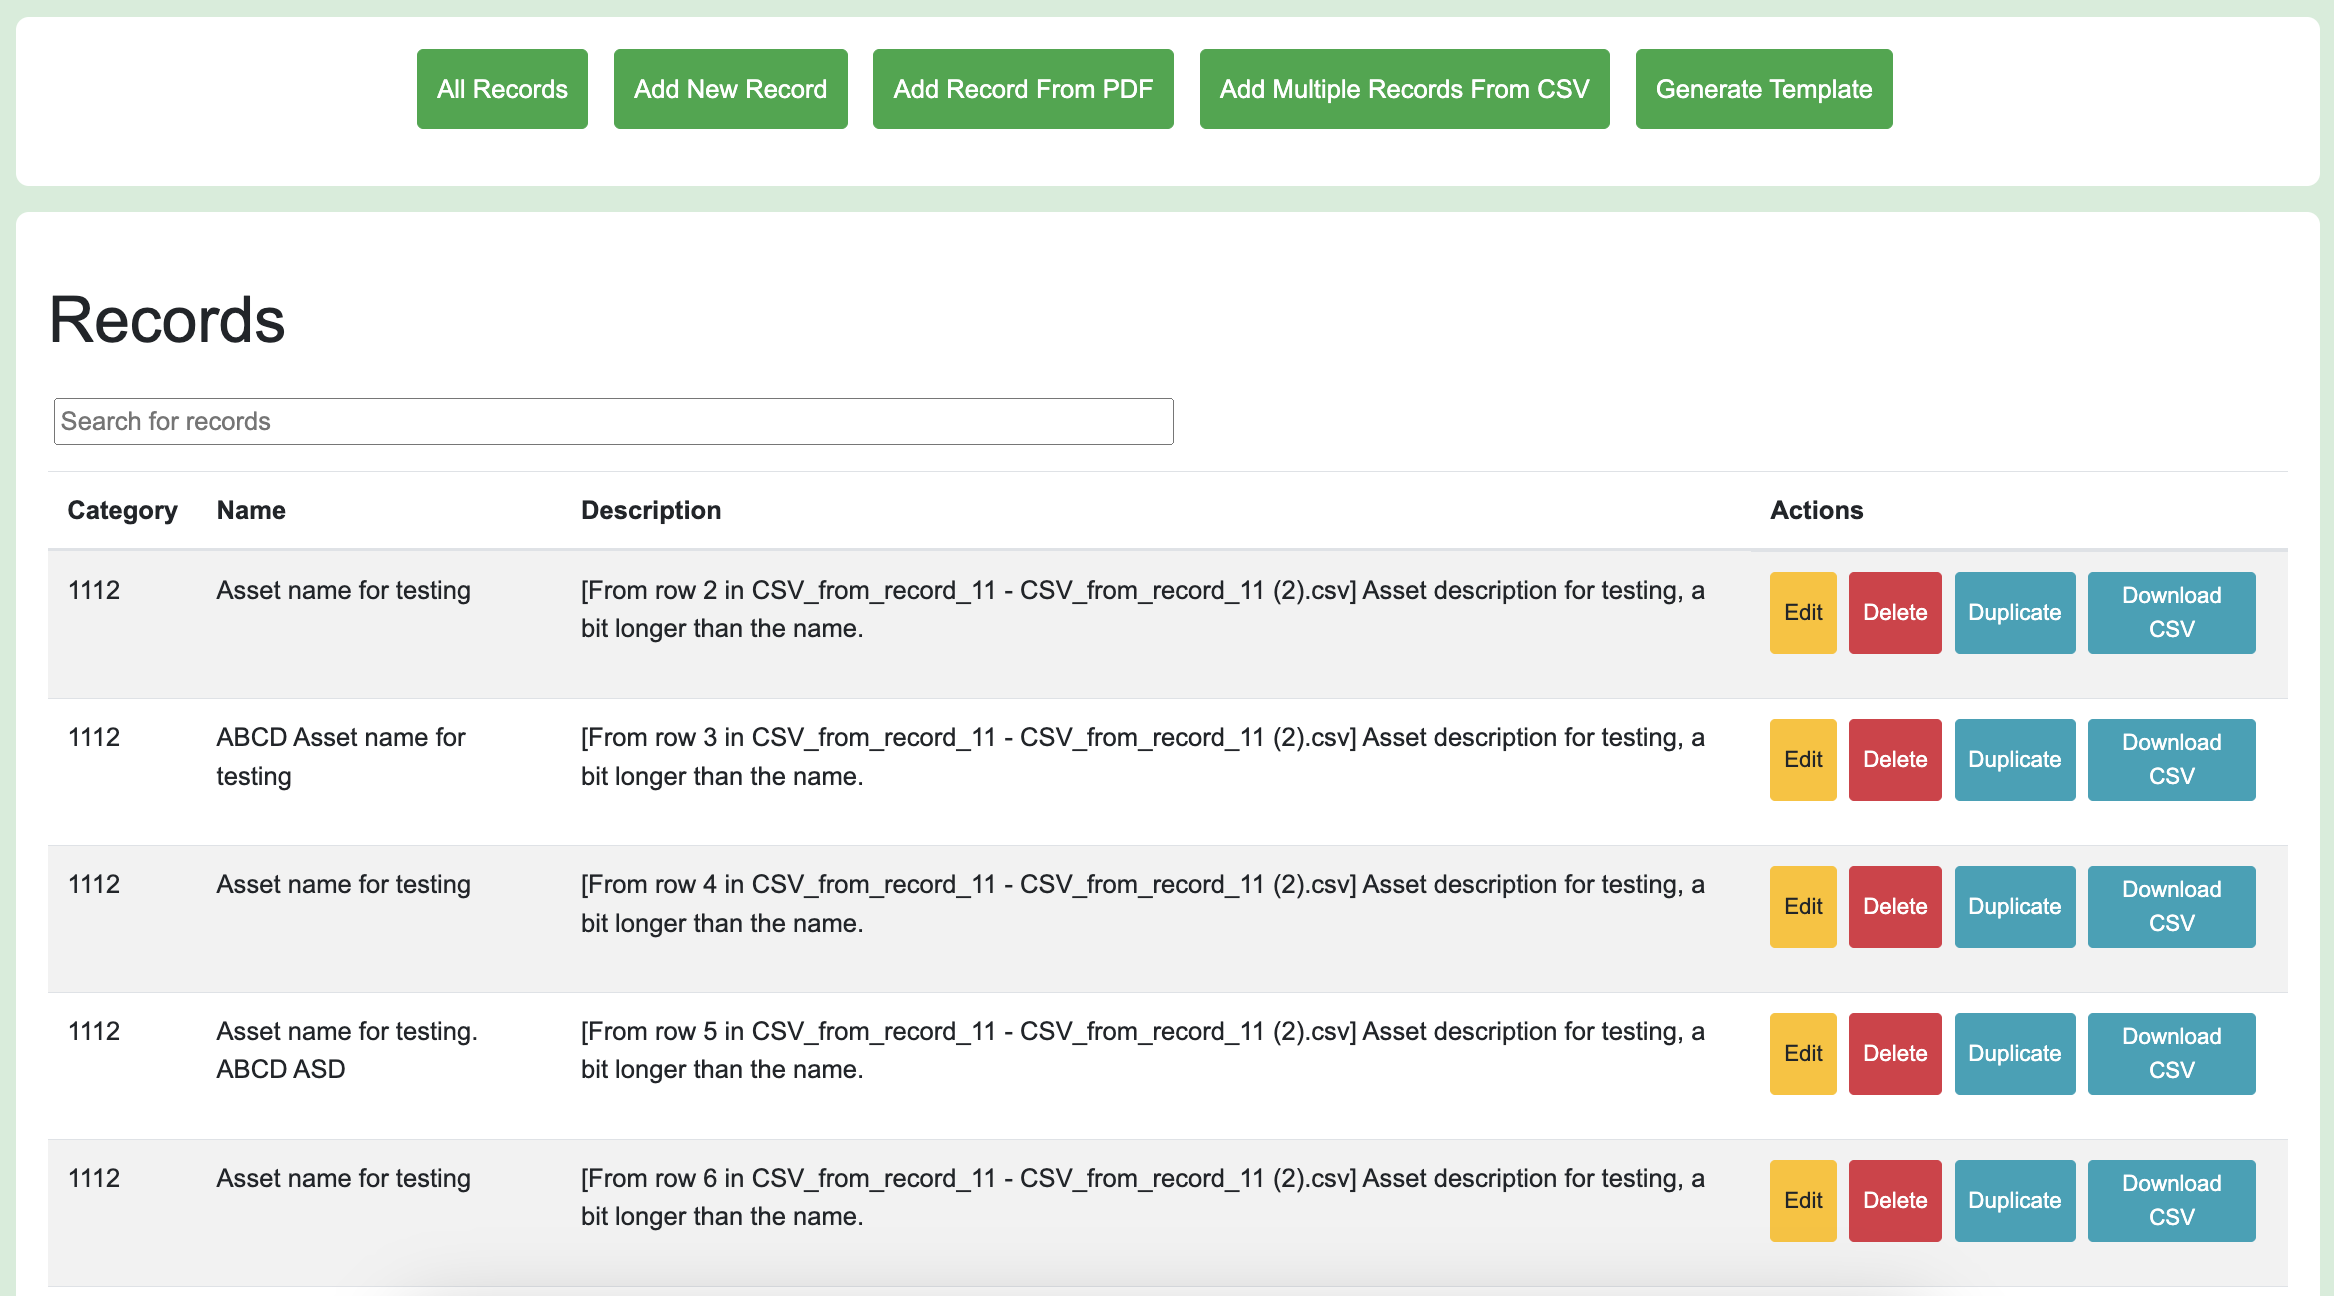 All Records Add New Record Add Record From PDF Add Multiple Records From CSV Generate Template
Records
Search for records
Category Name Description Actions
1112 Asset name for testing [From row 2 in CSV_from_record_11 - CSV_from_record_11 (2).csv] Asset description for testing, a Edit Delete Duplicate Download
bit longer than the name. CSV
1112 ABCD Asset name for [From row 3 in CSV_from_record_11 - CSV_from_record_11 (2).csv] Asset description for testing, a Edit Delete Duplicate Download
testing bit longer than the name. CSV
1112 Asset name for testing [From row 4 in CSV_from_record_11 - CSV_from_record_11 (2).csv] Asset description for testing, a Edit Delete Duplicate Download
bit longer than the name. CSV
1112 Asset name for testing. [From row 5 in CSV_from_record_11 - CSV_from_record_11 (2).csv] Asset description for testing, a Edit Delete Duplicate Download
ABCD ASD bit longer than the name. CSV
1112 Asset name for testing [From row 6 in CSV_from_record_11 - CSV_from_record_11 (2).csv] Asset description for testing, a Edit Delete Duplicate Download
bit longer than the name. CSV